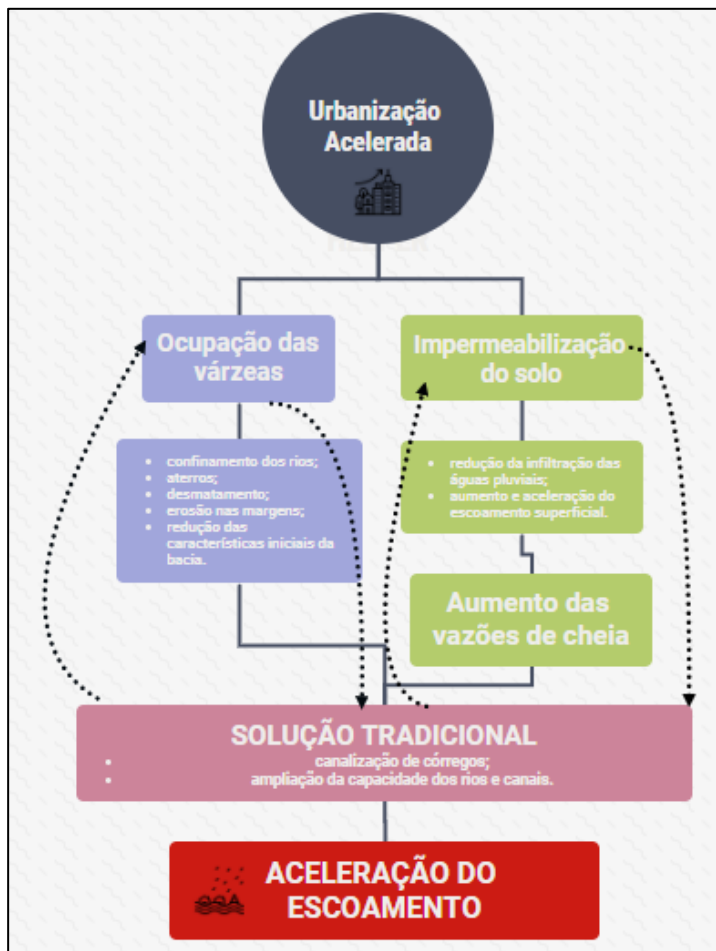 Urbanização
Acelerada
Ocupação das
várzeas
Impermeabilização
do solo
confinamento dos rios;
aterros;
desmatamento;
erosão nas margens;
redução das
características iniciais da
bacia.
redução da infiltração das
águas pluviais;
aumento e aceleração do
escoamento superficial.
Aumento das
vazões de cheia
SOLUÇÃO TRADICIONAL
canalização de córregos;
ampliação da capacidade dos rios e canais.
ACELERAÇÃO DO
ESCOAMENTO